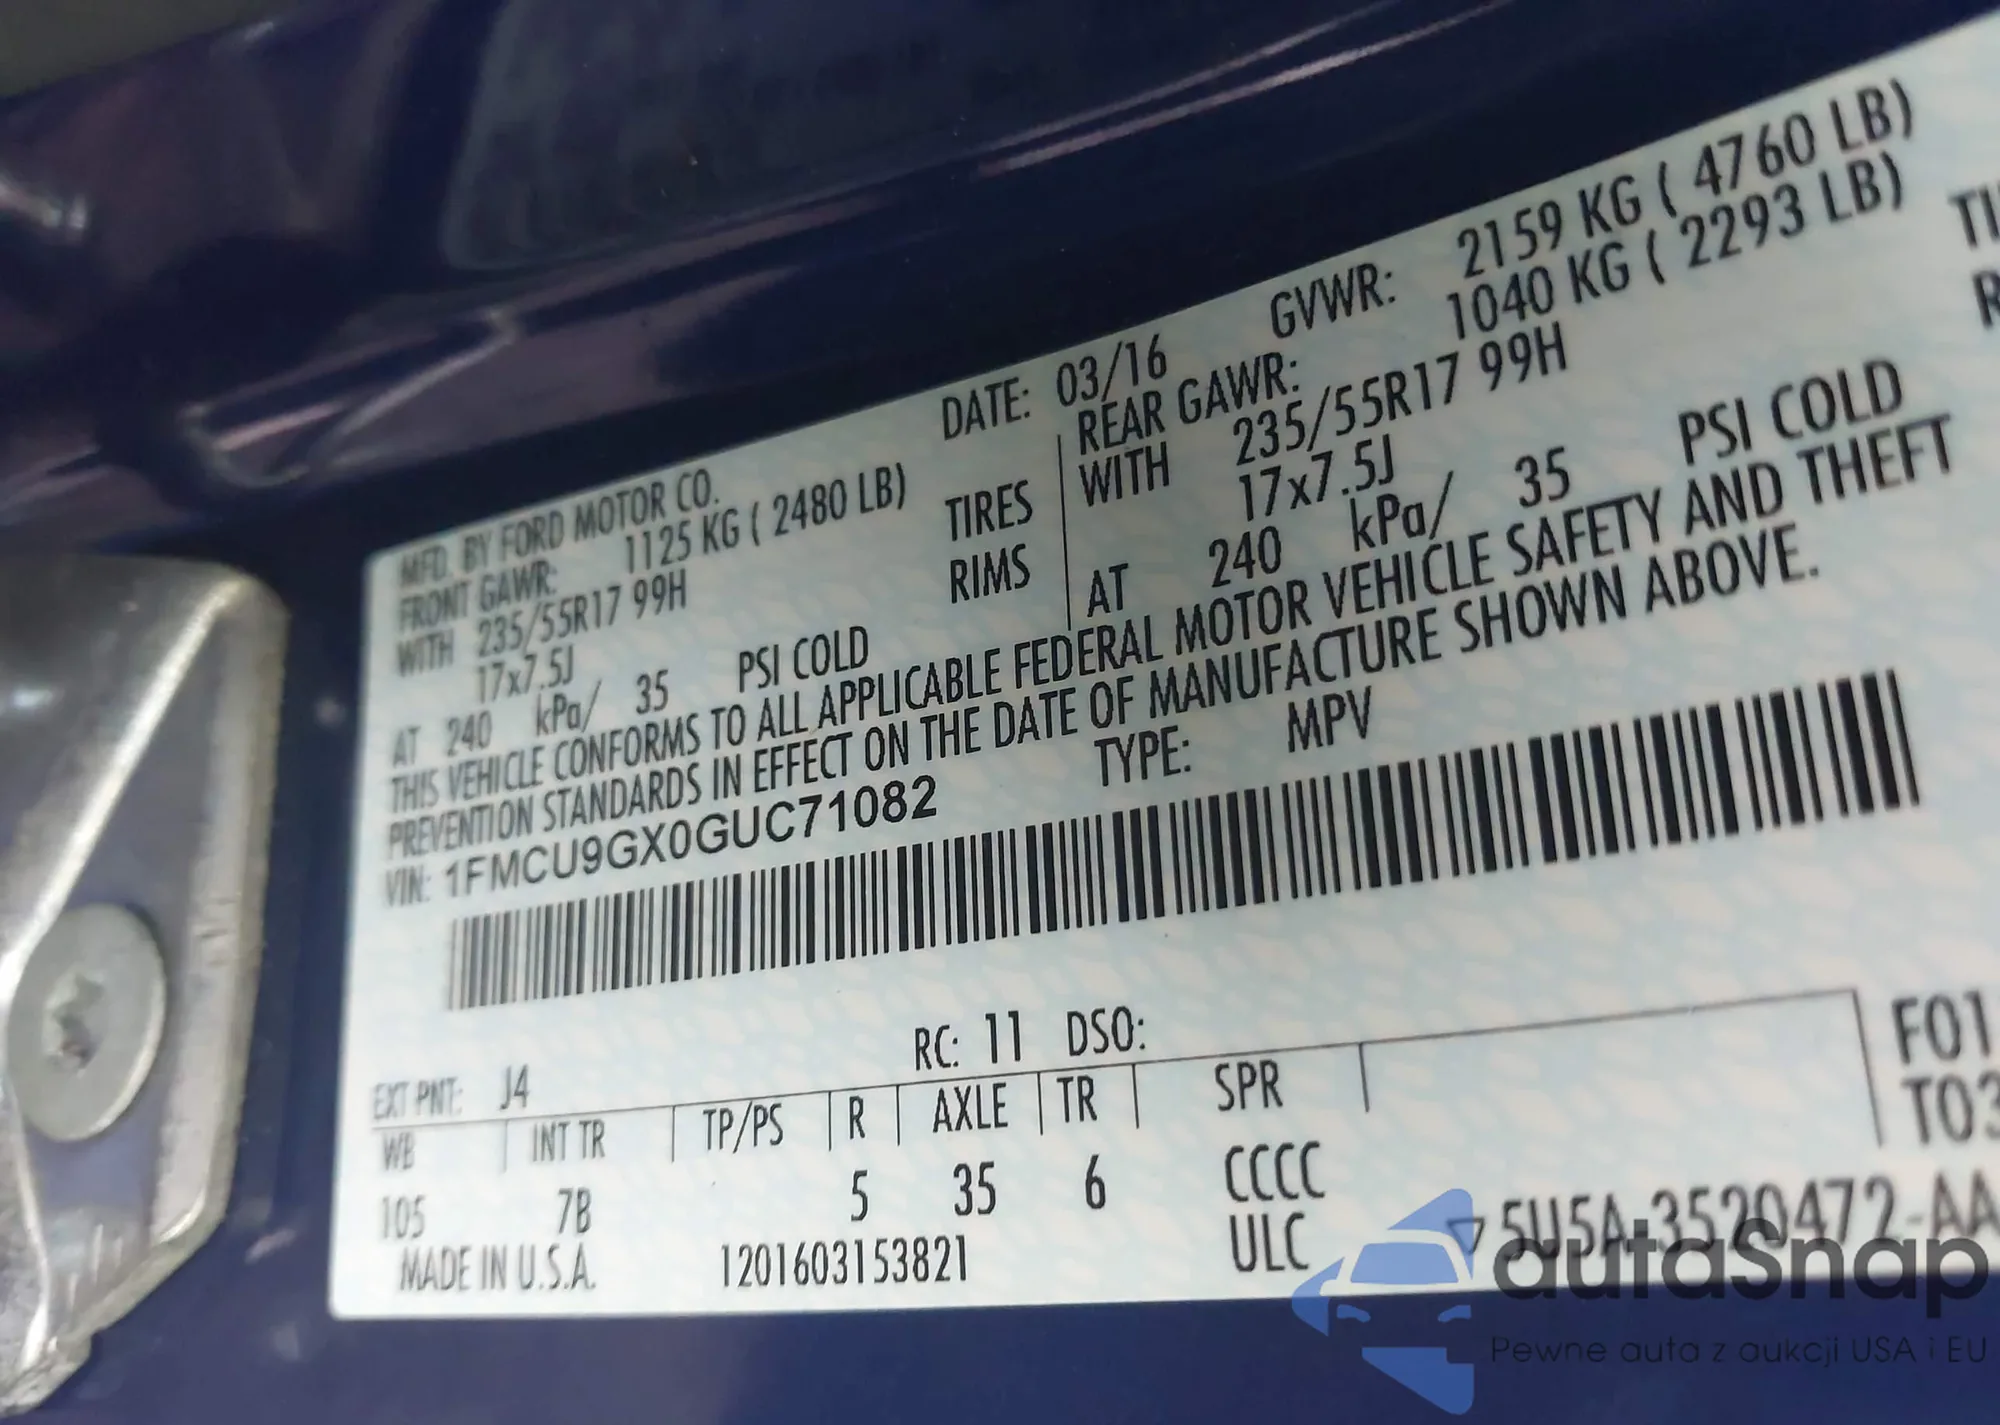 MFD. BY FORD MOTOR CO. DATE: 03/16 GVWR: 2159 KG ( 4760 LB)
FRONT GAWR: 1125 KG ( 2480 LB) REAR GAWR: 1040 KG ( 2293 LB)
WITH 235/55R17 99H TIRES WITH 235/55R17 99H
17x7.5J RIMS 17x7.5J
AT 240 kPa/ 35 PSI COLD AT 240 kPa/ 35 PSI COLD
THIS VEHICLE CONFORMS TO ALL APPLICABLE FEDERAL MOTOR VEHICLE SAFETY AND THEFT
PREVENTION STANDARDS IN EFFECT ON THE DATE OF MANUFACTURE SHOWN ABOVE.
VIN: 1FMCU9GX0GUC71082 TYPE: MPV
EXT PNT: J4 RC: 11 DSO:
WB INT TR TP/PS R AXLE TR SPR
105 7B 5 35 6 CCCC
ULC
MADE IN U.S.A. 1201603153821
F01
T03
5U5A-3520472-AA
autoSnap
Pewne auta z aukcji USA i EU